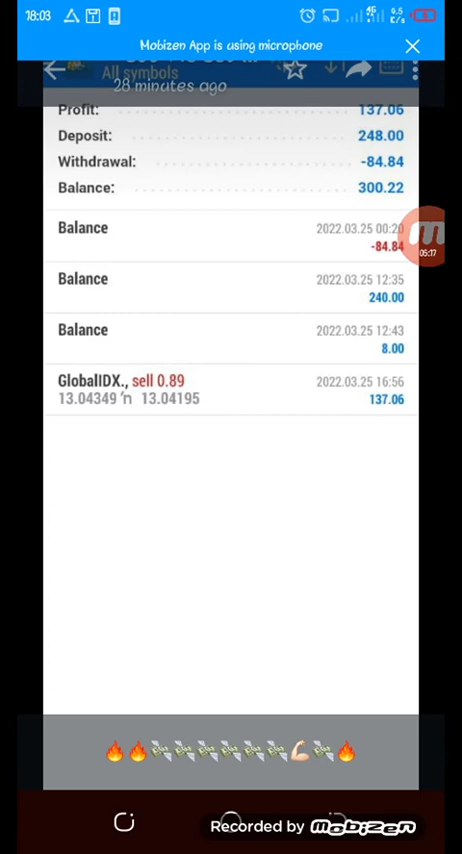 18:03
0.5 K/s
Mobizen App is using microphone
All symbols
28 minutes ago
Profit: 137.06
Deposit: 248.00
Withdrawal: -84.84
Balance: 300.22
Balance 2022.03.25 00:20
-84.84
05:17
Balance 2022.03.25 12:35
240.00
Balance 2022.03.25 12:43
8.00
GlobalIDX., sell 0.89 2022.03.25 16:56
13.04349 'n 13.04195 137.06
🔥🔥💸💸💸💸💸💸💪🏻💸🔥
Recorded by mobizen